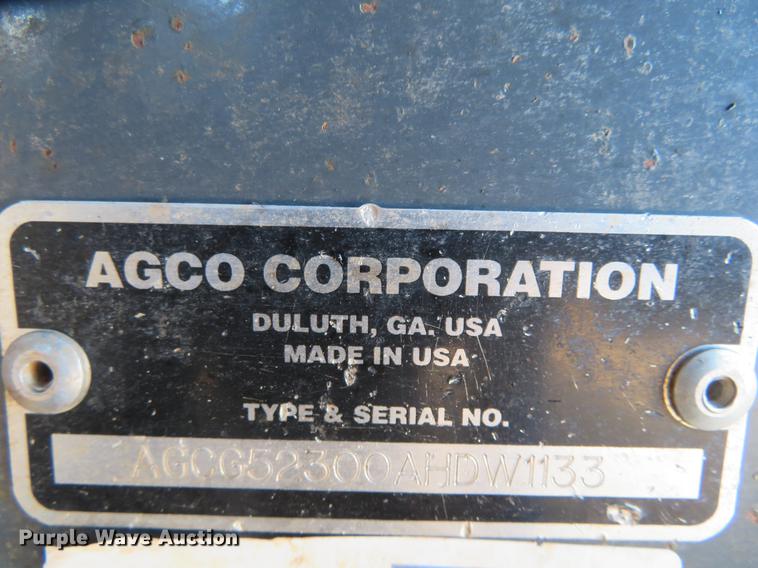 AGCO CORPORATION
DULUTH, GA. USA
MADE IN USA
TYPE & SERIAL NO.
AGCG52300AHDW1133
Purple Wave Auction